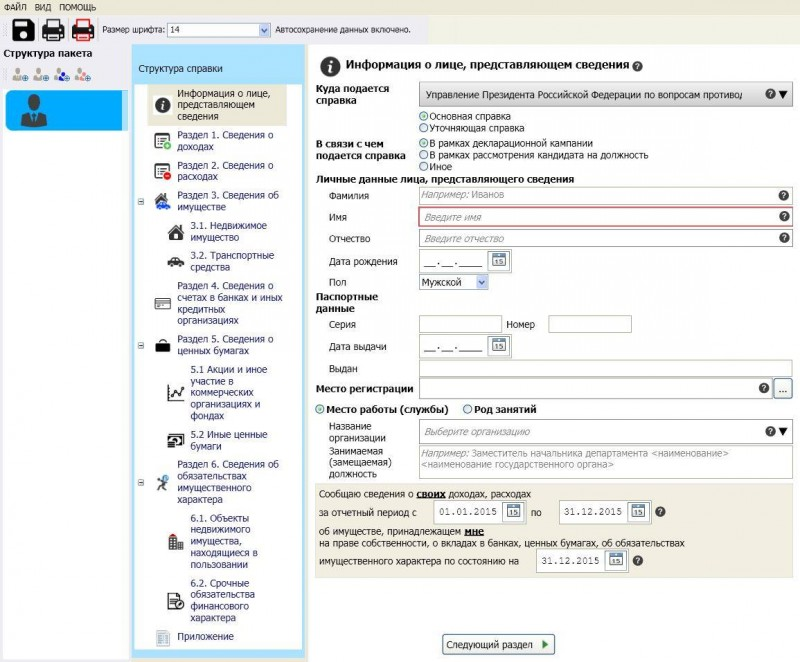 ФАЙЛ ВИД ПОМОЩЬ
Размер шрифта: 14 Автосохранение данных включено.
Структура пакета
Структура справки
Информация о лице,
представляющем
сведения
Раздел 1. Сведения о
доходах
Раздел 2. Сведения о
расходах
Раздел 3. Сведения об
имуществе
3.1. Недвижимое
имущество
3.2. Транспортные
средства
Раздел 4. Сведения о
счетах в банках и иных
кредитных
организациях
Раздел 5. Сведения о
ценных бумагах
5.1 Акции и иное
участие в
коммерческих
организациях и
фондах
5.2 Иные ценные
бумаги
Раздел 6. Сведения об
обязательствах
имущественного
характера
6.1. Объекты
недвижимого
имущества,
находящиеся в
пользовании
6.2. Срочные
обязательства
финансового
характера
Приложение
Информация о лице, представляющем сведения
Куда подается
справка
Управление Президента Российской Федерации по вопросам противод
Основная справка
Уточняющая справка
В связи с чем
подается справка
В рамках декларационной кампании
В рамках рассмотрения кандидата на должность
Иное
Личные данные лица, представляющего сведения
Фамилия Например: Иванов
Имя Введите имя
Отчество Введите отчество
Дата рождения __.__.____ 15
Пол Мужской
Паспортные
данные
Серия Номер
Дата выдачи __.__.____ 15
Выдан
Место регистрации ...
Место работы (службы) Род занятий
Название
организации
Выберите организацию
Занимаемая
(замещаемая)
должность
Например: Заместитель начальника департамента <наименование>
<наименование государственного органа>
Сообщаю сведения о своих доходах, расходах
за отчетный период с 01.01.2015 15 по 31.12.2015 15
об имуществе, принадлежащем мне
на праве собственности, о вкладах в банках, ценных бумагах, об обязательствах
имущественного характера по состоянию на 31.12.2015 15
Следующий раздел